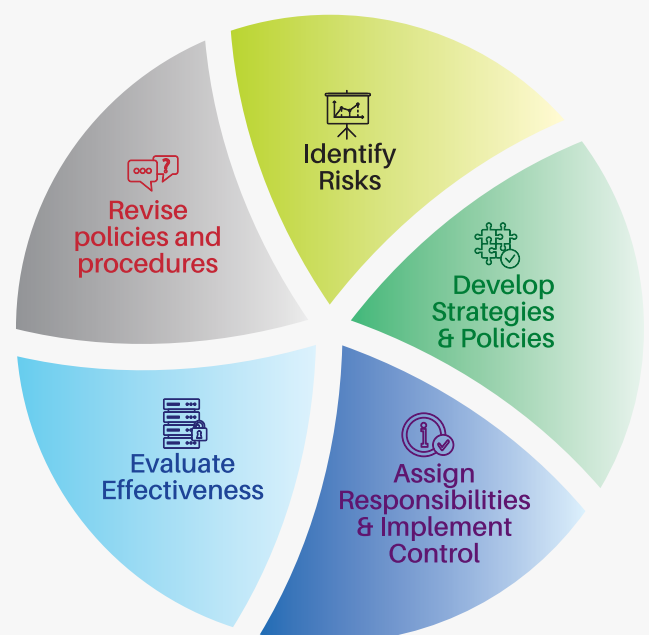 Identify
Risks
Develop
Strategies
& Policies
Assign
Responsibilities
& Implement
Control
Evaluate
Effectiveness
Revise
policies and
procedures